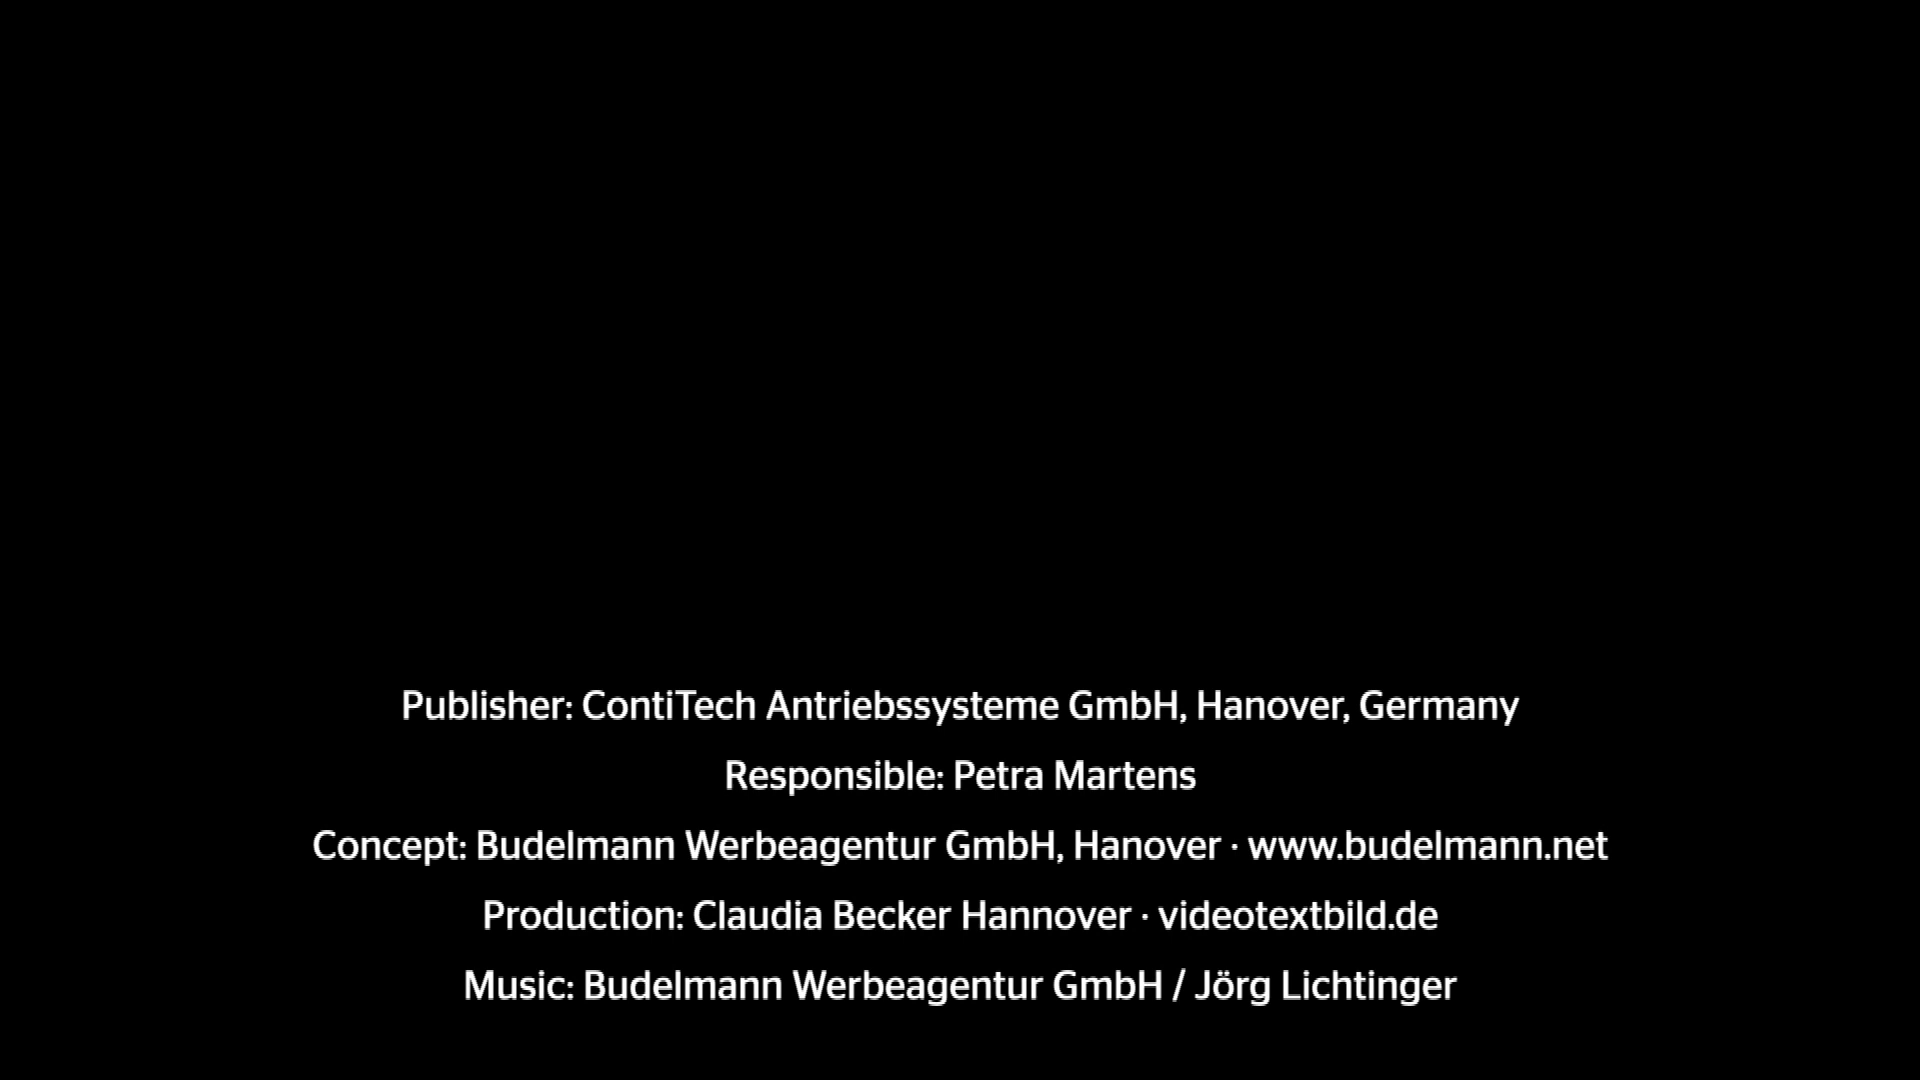 Publisher: ContiTech Antriebssysteme GmbH, Hanover, Germany
Responsible: Petra Martens
Concept: Budelmann Werbeagentur GmbH, Hanover · www.budelmann.net
Production: Claudia Becker Hannover · videotextbild.de
Music: Budelmann Werbeagentur GmbH / Jörg Lichtinger